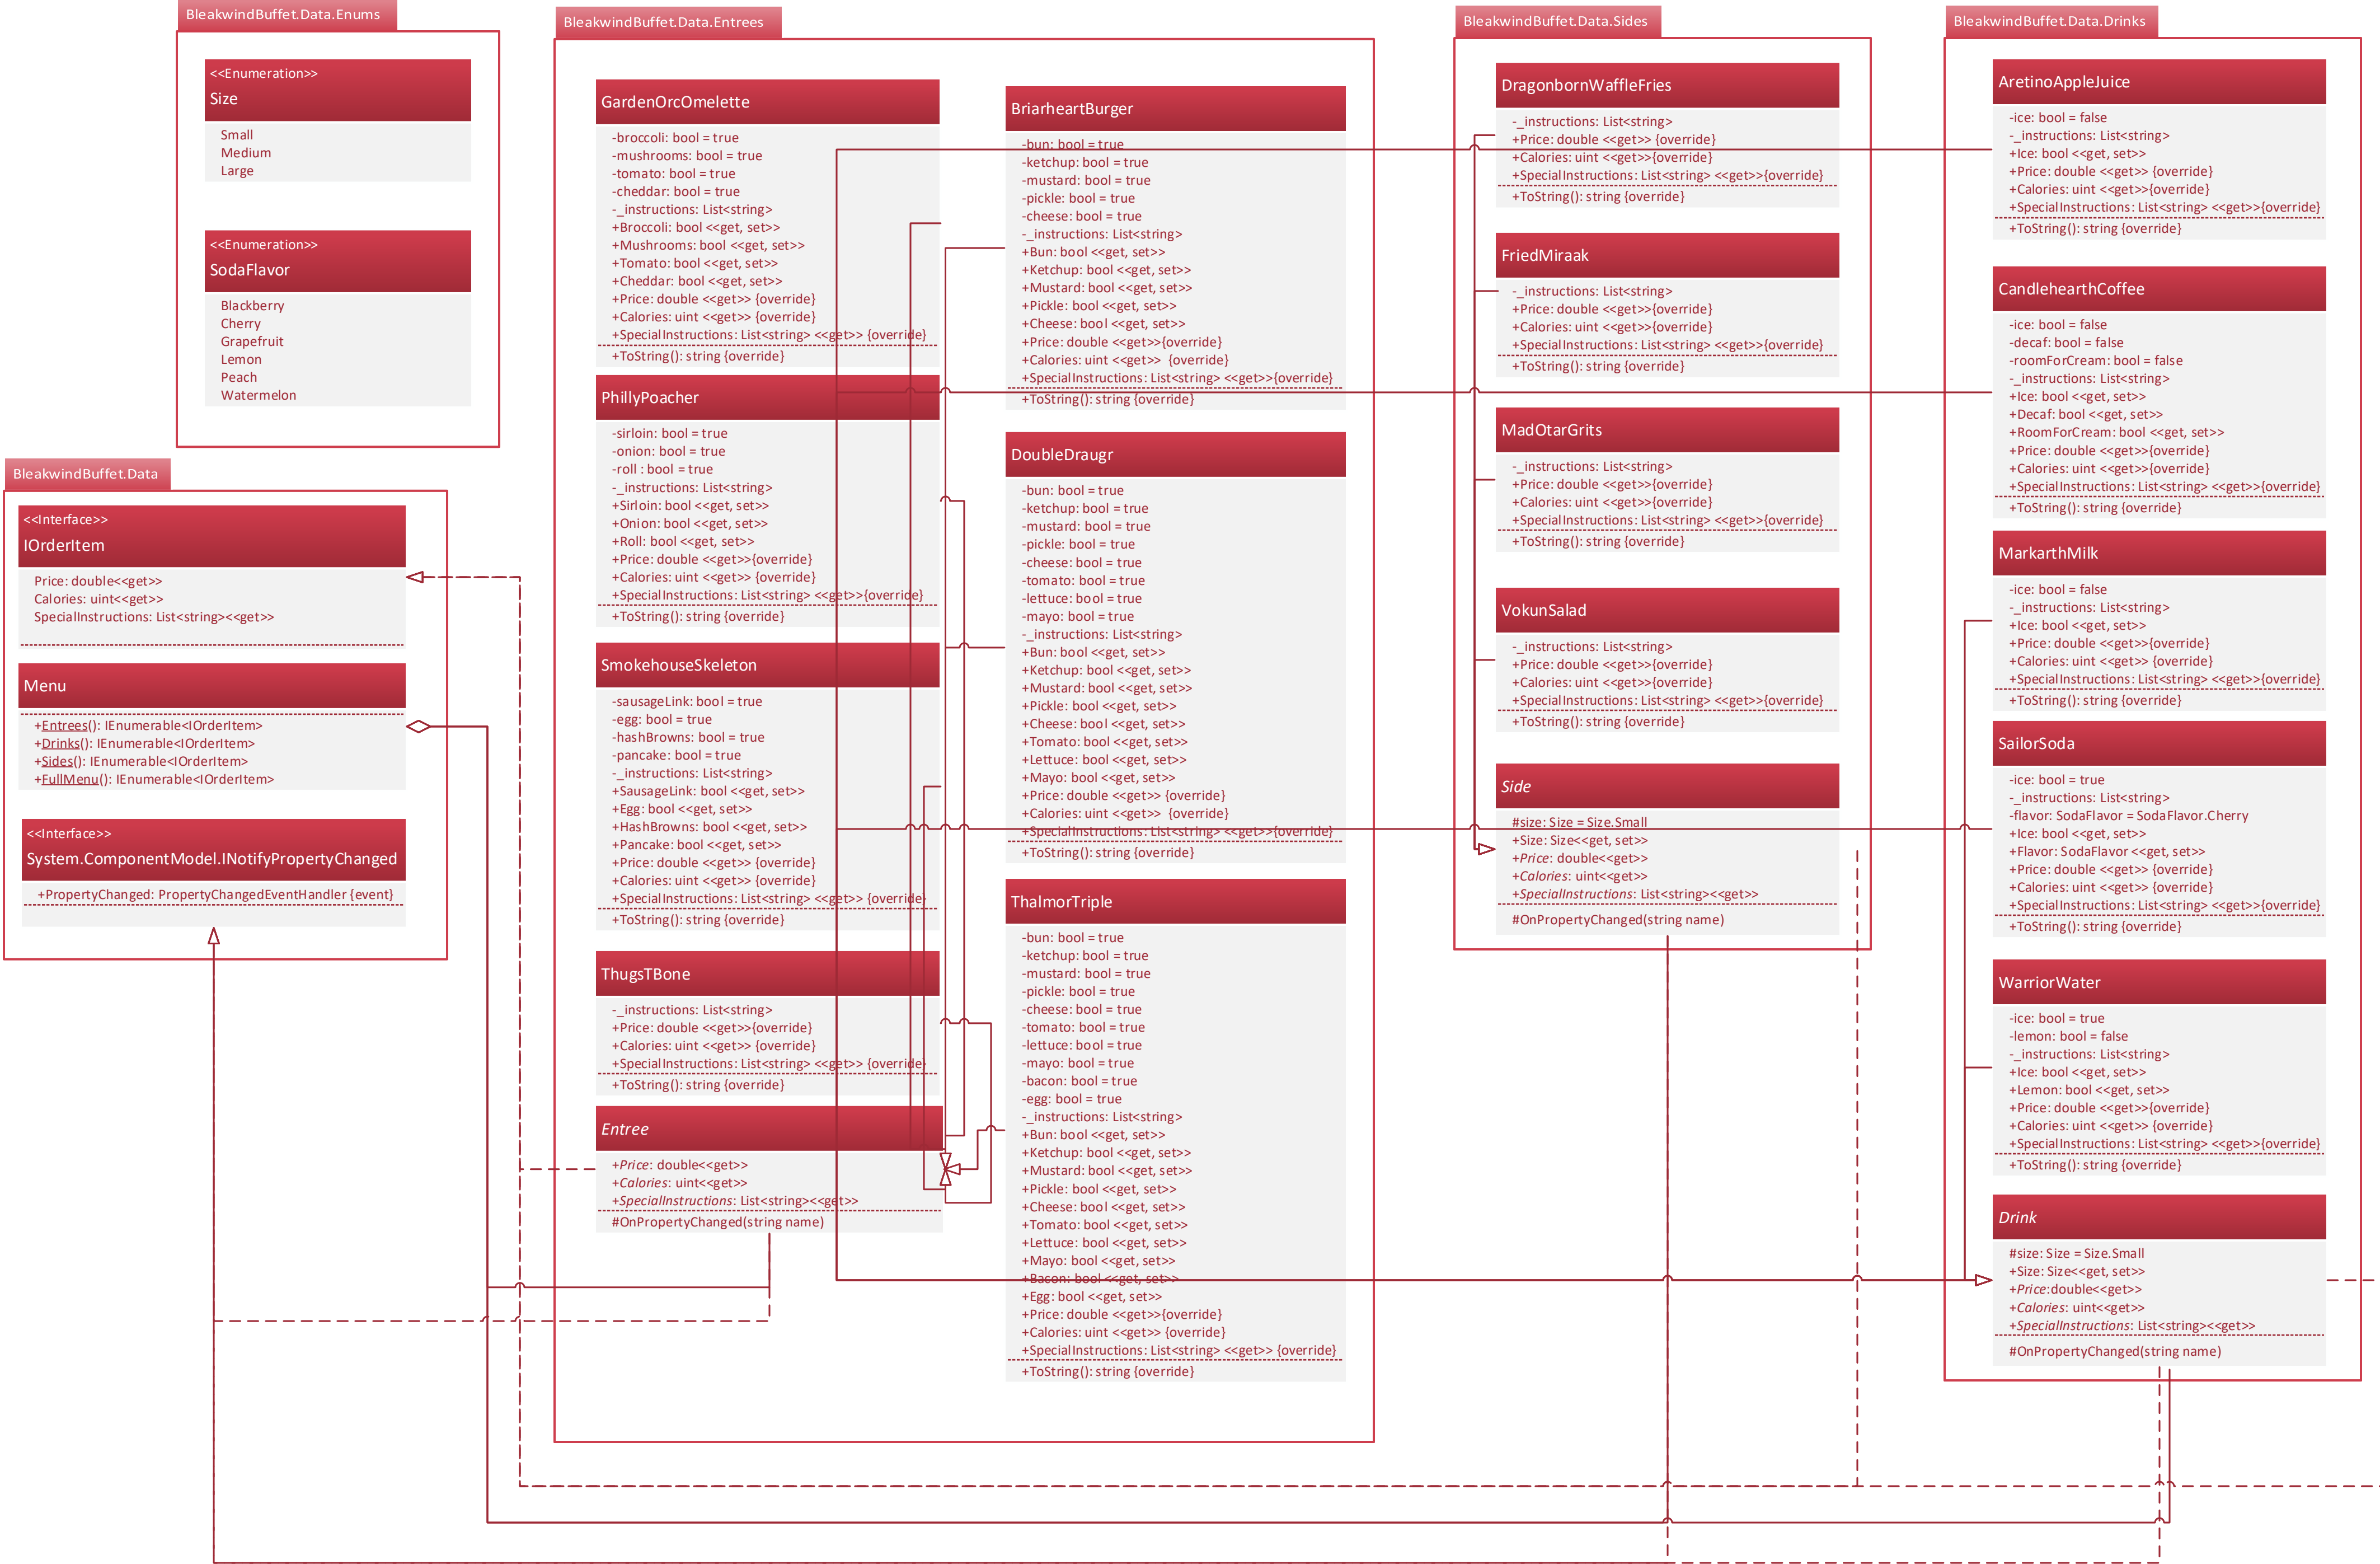 BleakwindBuffet.Data.Enums
<<Enumeration>>
Size
Small
Medium
Large
<<Enumeration>>
SodaFlavor
Blackberry
Cherry
Grapefruit
Lemon
Peach
Watermelon
BleakwindBuffet.Data
<<Interface>>
IOrderItem
Price: double<<get>>
Calories: uint<<get>>
SpecialInstructions: List<string><<get>>
Menu
+Entrees(): IEnumerable<IOrderItem>
+Drinks(): IEnumerable<IOrderItem>
+Sides(): IEnumerable<IOrderItem>
+FullMenu(): IEnumerable<IOrderItem>
<<Interface>>
System.ComponentModel.INotifyPropertyChanged
+PropertyChanged: PropertyChangedEventHandler {event}
BleakwindBuffet.Data.Entrees
GardenOrcOmelette
-broccoli: bool = true
-mushrooms: bool = true
-tomato: bool = true
-cheddar: bool = true
-_instructions: List<string>
+Broccoli: bool <<get, set>>
+Mushrooms: bool <<get, set>>
+Tomato: bool <<get, set>>
+Cheddar: bool <<get, set>>
+Price: double <<get>> {override}
+Calories: uint <<get>> {override}
+SpecialInstructions: List<string> <<get>> {override}
+ToString(): string {override}
PhillyPoacher
-sirloin: bool = true
-onion: bool = true
-roll : bool = true
-_instructions: List<string>
+Sirloin: bool <<get, set>>
+Onion: bool <<get, set>>
+Roll: bool <<get, set>>
+Price: double <<get>>{override}
+Calories: uint <<get>> {override}
+SpecialInstructions: List<string> <<get>>{override}
+ToString(): string {override}
SmokehouseSkeleton
-sausageLink: bool = true
-egg: bool = true
-hashBrowns: bool = true
-pancake: bool = true
-_instructions: List<string>
+SausageLink: bool <<get, set>>
+Egg: bool <<get, set>>
+HashBrowns: bool <<get, set>>
+Pancake: bool <<get, set>>
+Price: double <<get>> {override}
+Calories: uint <<get>> {override}
+SpecialInstructions: List<string> <<get>> {override}
+ToString(): string {override}
ThugsTBone
-_instructions: List<string>
+Price: double <<get>>{override}
+Calories: uint <<get>> {override}
+SpecialInstructions: List<string> <<get>> {override}
+ToString(): string {override}
Entree
+Price: double<<get>>
+Calories: uint<<get>>
+SpecialInstructions: List<string><<get>>
#OnPropertyChanged(string name)
BriarheartBurger
-bun: bool = true
-ketchup: bool = true
-mustard: bool = true
-pickle: bool = true
-cheese: bool = true
-_instructions: List<string>
+Bun: bool <<get, set>>
+Ketchup: bool <<get, set>>
+Mustard: bool <<get, set>>
+Pickle: bool <<get, set>>
+Cheese: bool <<get, set>>
+Price: double <<get>>{override}
+Calories: uint <<get>>  {override}
+SpecialInstructions: List<string> <<get>>{override}
+ToString(): string {override}
DoubleDraugr
-bun: bool = true
-ketchup: bool = true
-mustard: bool = true
-pickle: bool = true
-cheese: bool = true
-tomato: bool = true
-lettuce: bool = true
-mayo: bool = true
-_instructions: List<string>
+Bun: bool <<get, set>>
+Ketchup: bool <<get, set>>
+Mustard: bool <<get, set>>
+Pickle: bool <<get, set>>
+Cheese: bool <<get, set>>
+Tomato: bool <<get, set>>
+Lettuce: bool <<get, set>>
+Mayo: bool <<get, set>>
+Price: double <<get>> {override}
+Calories: uint <<get>>  {override}
+SpecialInstructions: List<string> <<get>>{override}
+ToString(): string {override}
ThalmorTriple
-bun: bool = true
-ketchup: bool = true
-mustard: bool = true
-pickle: bool = true
-cheese: bool = true
-tomato: bool = true
-lettuce: bool = true
-mayo: bool = true
-bacon: bool = true
-egg: bool = true
-_instructions: List<string>
+Bun: bool <<get, set>>
+Ketchup: bool <<get, set>>
+Mustard: bool <<get, set>>
+Pickle: bool <<get, set>>
+Cheese: bool <<get, set>>
+Tomato: bool <<get, set>>
+Lettuce: bool <<get, set>>
+Mayo: bool <<get, set>>
+Bacon: bool <<get, set>>
+Egg: bool <<get, set>>
+Price: double <<get>>{override}
+Calories: uint <<get>> {override}
+SpecialInstructions: List<string> <<get>> {override}
+ToString(): string {override}
BleakwindBuffet.Data.Sides
DragonbornWaffleFries
-_instructions: List<string>
+Price: double <<get>> {override}
+Calories: uint <<get>>{override}
+SpecialInstructions: List<string> <<get>>{override}
+ToString(): string {override}
FriedMiraak
-_instructions: List<string>
+Price: double <<get>>{override}
+Calories: uint <<get>>{override}
+SpecialInstructions: List<string> <<get>>{override}
+ToString(): string {override}
MadOtarGrits
-_instructions: List<string>
+Price: double <<get>>{override}
+Calories: uint <<get>>{override}
+SpecialInstructions: List<string> <<get>>{override}
+ToString(): string {override}
VokunSalad
-_instructions: List<string>
+Price: double <<get>>{override}
+Calories: uint <<get>>{override}
+SpecialInstructions: List<string> <<get>>{override}
+ToString(): string {override}
Side
#size: Size = Size.Small
+Size: Size<<get, set>>
+Price: double<<get>>
+Calories: uint<<get>>
+SpecialInstructions: List<string><<get>>
#OnPropertyChanged(string name)
BleakwindBuffet.Data.Drinks
AretinoAppleJuice
-ice: bool = false
-_instructions: List<string>
+Ice: bool <<get, set>>
+Price: double <<get>> {override}
+Calories: uint <<get>>{override}
+SpecialInstructions: List<string> <<get>>{override}
+ToString(): string {override}
CandlehearthCoffee
-ice: bool = false
-decaf: bool = false
-roomForCream: bool = false
-_instructions: List<string>
+Ice: bool <<get, set>>
+Decaf: bool <<get, set>>
+RoomForCream: bool <<get, set>>
+Price: double <<get>>{override}
+Calories: uint <<get>>{override}
+SpecialInstructions: List<string> <<get>>{override}
+ToString(): string {override}
MarkarthMilk
-ice: bool = false
-_instructions: List<string>
+Ice: bool <<get, set>>
+Price: double <<get>>{override}
+Calories: uint <<get>> {override}
+SpecialInstructions: List<string> <<get>>{override}
+ToString(): string {override}
SailorSoda
-ice: bool = true
-_instructions: List<string>
-flavor: SodaFlavor = SodaFlavor.Cherry
+Ice: bool <<get, set>>
+Flavor: SodaFlavor <<get, set>>
+Price: double <<get>>{override}
+Calories: uint <<get>> {override}
+SpecialInstructions: List<string> <<get>>{override}
+ToString(): string {override}
WarriorWater
-ice: bool = true
-lemon: bool = false
-_instructions: List<string>
+Ice: bool <<get, set>>
+Lemon: bool <<get, set>>
+Price: double <<get>>{override}
+Calories: uint <<get>> {override}
+SpecialInstructions: List<string> <<get>>{override}
+ToString(): string {override}
Drink
#size: Size = Size.Small
+Size: Size<<get, set>>
+Price:double<<get>>
+Calories: uint<<get>>
+SpecialInstructions: List<string><<get>>
#OnPropertyChanged(string name)